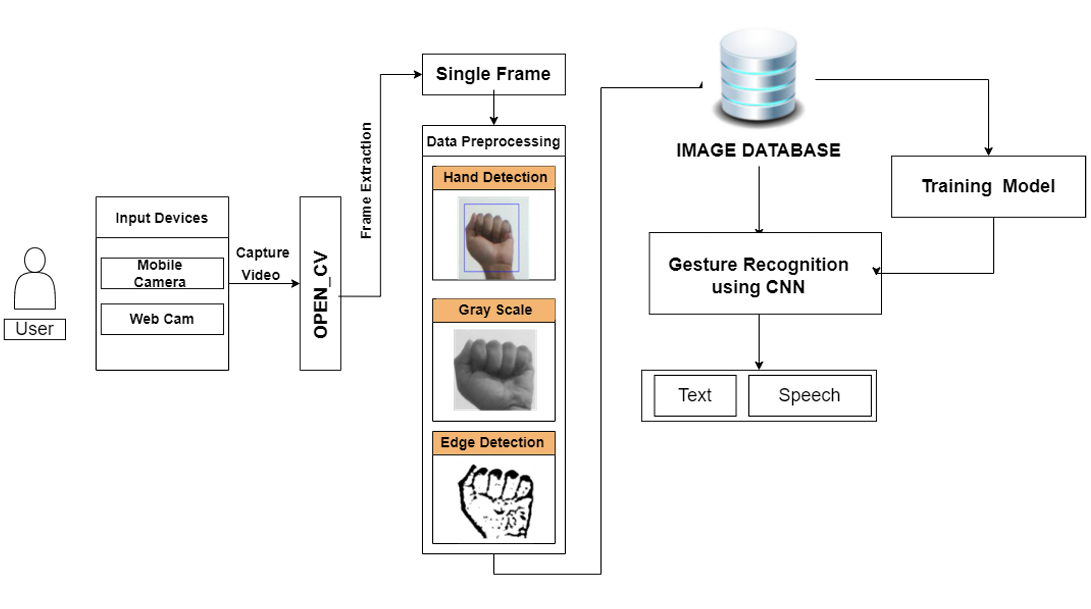 User
Input Devices
Mobile
Camera
Web Cam
Capture
Video
OPEN_CV
Frame Extraction
Single Frame
Data Preprocessing
Hand Detection
Gray Scale
Edge Detection
IMAGE DATABASE
Training Model
Gesture Recognition
using CNN
Text
Speech